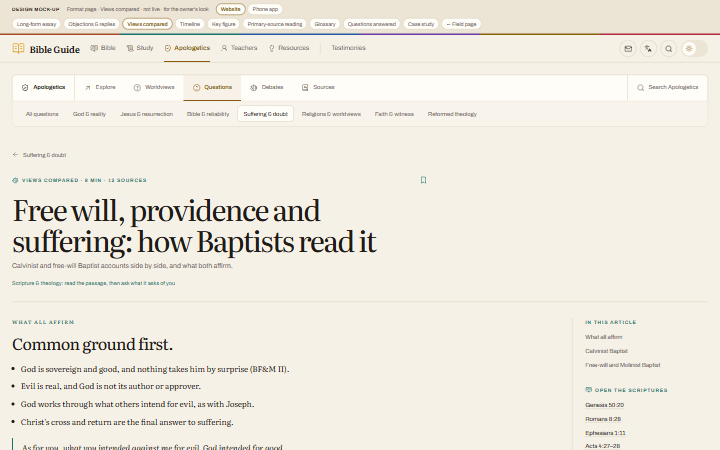 DESIGN MOCK-UP Format page · Views compared · not live · for the owner's look Website Phone app
Long-form essay Objections & replies Views compared Timeline Key figure Primary-source reading Glossary Questions answered Case study ← Field page
Bible Guide Bible Study Apologetics Teachers Resources Testimonies
Apologetics Explore Worldviews Questions Debates Sources Search Apologetics
All questions God & reality Jesus & resurrection Bible & reliability Suffering & doubt Religions & worldviews Faith & witness Reformed theology
← Suffering & doubt
VIEWS COMPARED · 8 MIN · 12 SOURCES
Free will, providence and
suffering: how Baptists read it
Calvinist and free-will Baptist accounts side by side, and what both affirm.
Scripture & theology: read the passage, then ask what it asks of you
WHAT ALL AFFIRM
Common ground first.
• God is sovereign and good, and nothing takes him by surprise (BF&M II).
• Evil is real, and God is not its author or approver.
• God works through what others intend for evil, as with Joseph.
• Christ's cross and return are the final answer to suffering.
As for you, what you intended against me for evil, God intended for good,
IN THIS ARTICLE
What all affirm
Calvinist Baptist
Free-will and Molinist Baptist
OPEN THE SCRIPTURES
Genesis 50:20
Romans 8:28
Ephesians 1:11
Acts 4:27–28